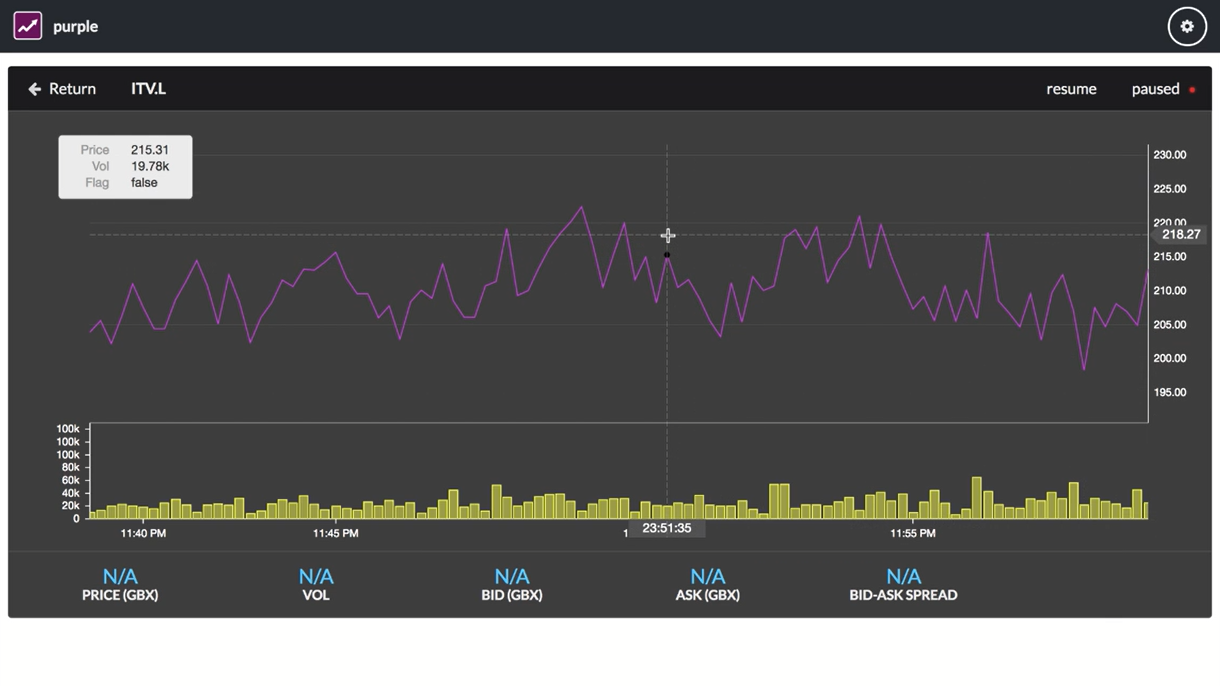 purple
Return ITV.L resume paused
Price 215.31
Vol 19.78k
Flag false
230.00
225.00
220.00
218.27
215.00
210.00
205.00
200.00
195.00
100k
100k
100k
80k
60k
40k
20k
0
11:40 PM 11:45 PM 1 23:51:35 11:55 PM
N/A N/A N/A N/A N/A
PRICE (GBX) VOL BID (GBX) ASK (GBX) BID-ASK SPREAD